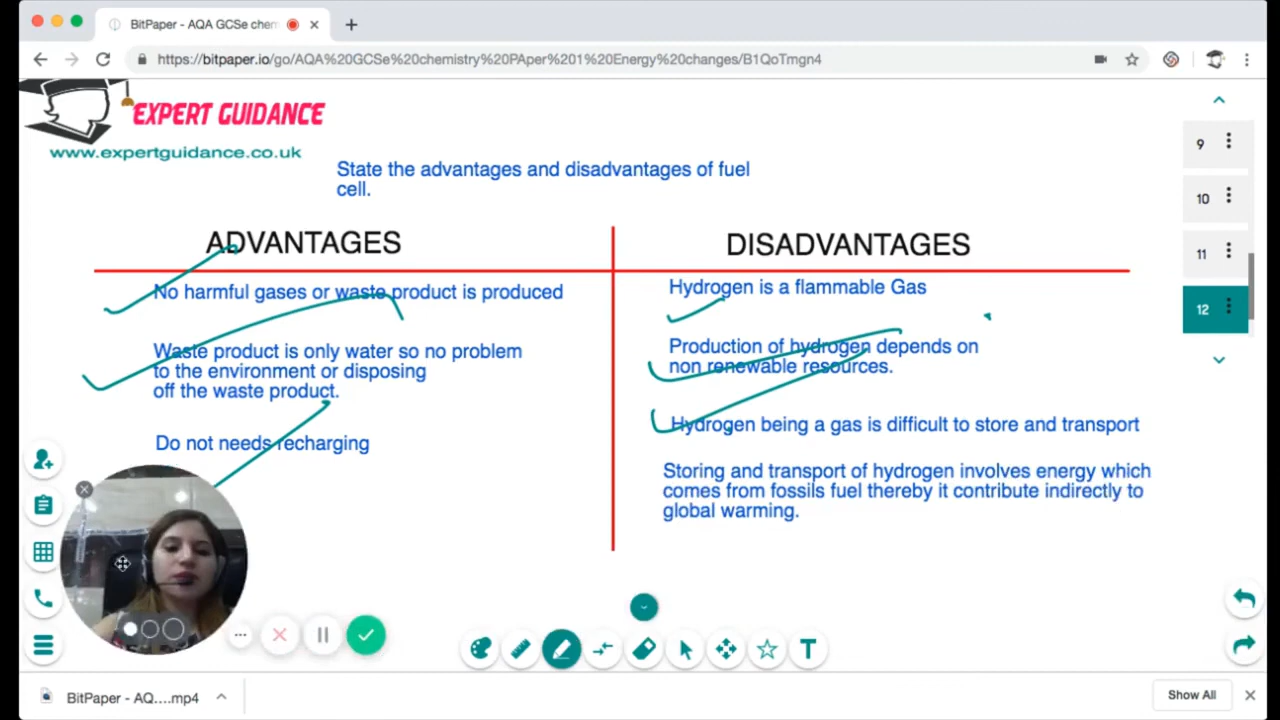 BitPaper - AQA GCSe chem
https://bitpaper.io/go/AQA%20GCSe%20chemistry%20PAper%201%20Energy%20changes/B1QoTmgn4
EXPERT GUIDANCE
www.expertguidance.co.uk
State the advantages and disadvantages of fuel
cell.
ADVANTAGES
No harmful gases or waste product is produced
Waste product is only water so no problem
to the environment or disposing
off the waste product.
Do not needs recharging
DISADVANTAGES
Hydrogen is a flammable Gas
Production of hydrogen depends on
non renewable resources.
Hydrogen being a gas is difficult to store and transport
Storing and transport of hydrogen involves energy which
comes from fossils fuel thereby it contribute indirectly to
global warming.
9
10
11
12
T
BitPaper - AQ....mp4
Show All